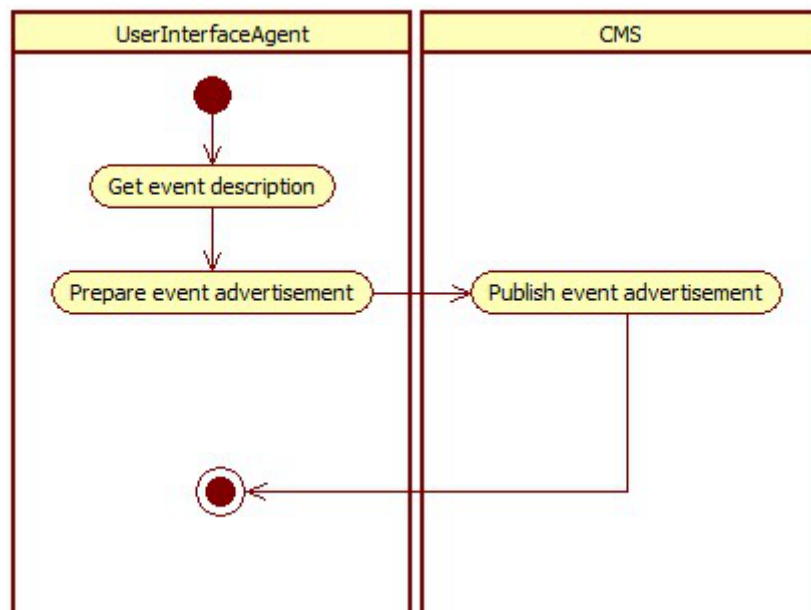 UserInterfaceAgent
CMS
Get event description
Prepare event advertisement
Publish event advertisement